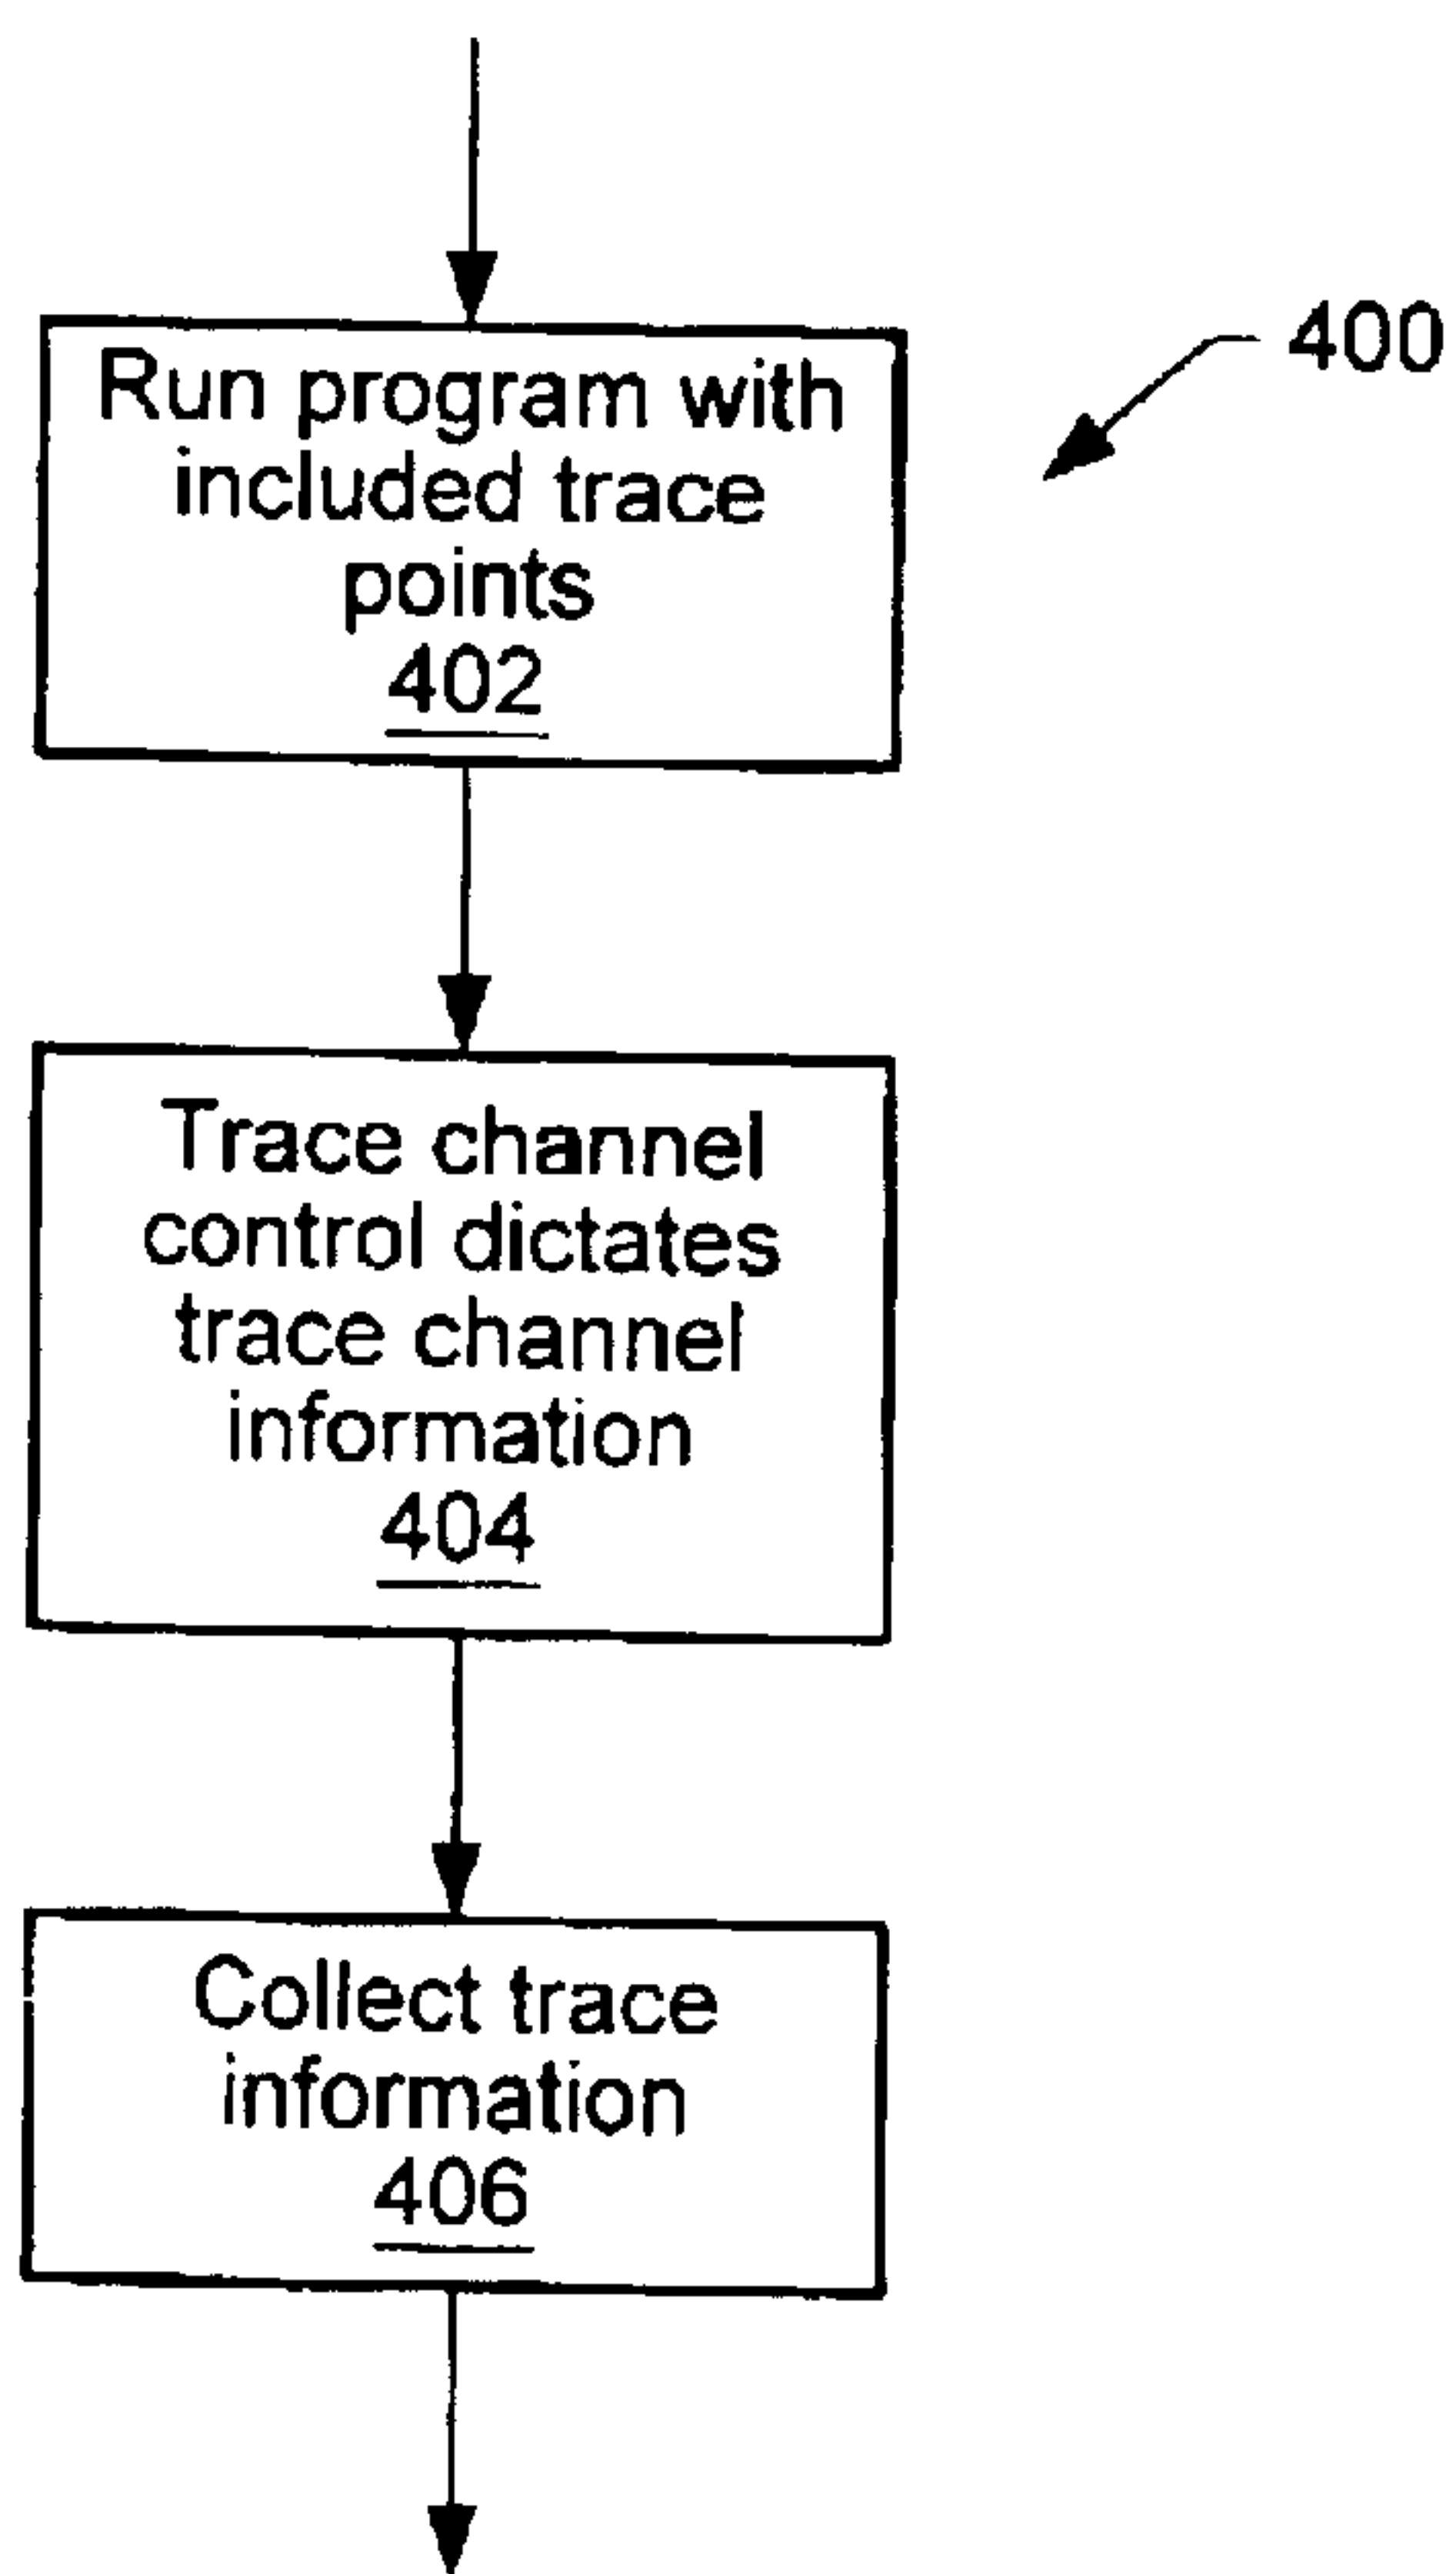 400
Run program with
included trace
points
402
Trace channel
control dictates
trace channel
information
404
Collect trace
information
406